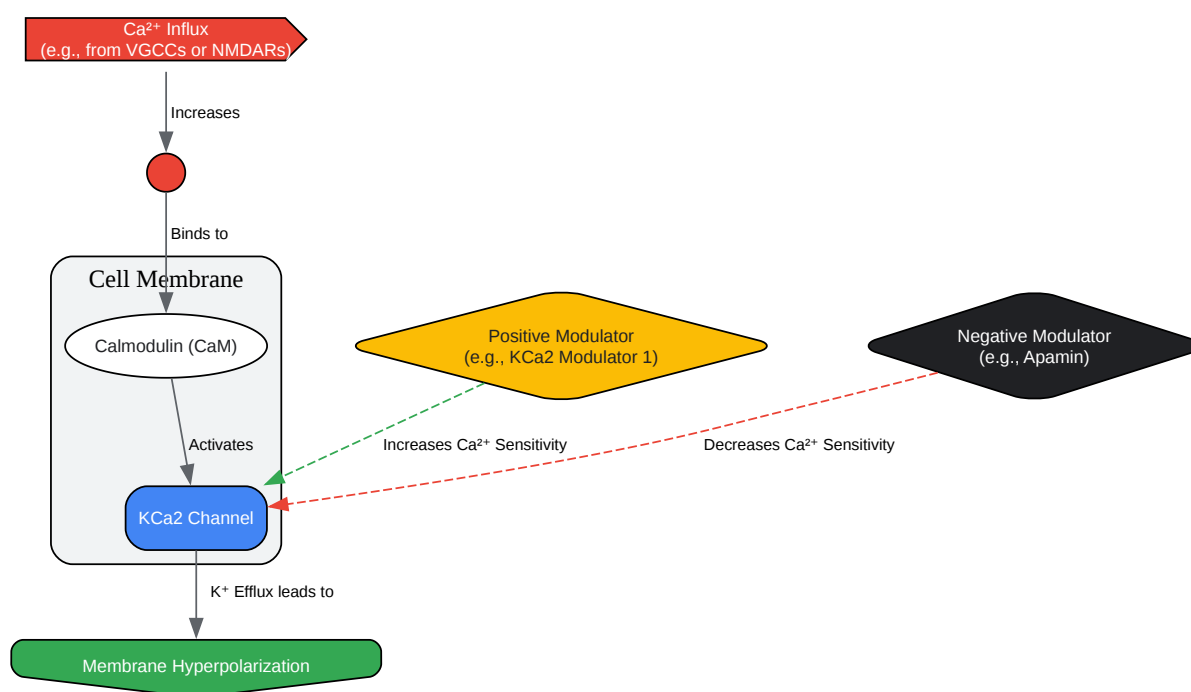 Ca²⁺ Influx
(e.g., from VGCCs or NMDARs)
Increases
Binds to
Cell Membrane
Calmodulin (CaM)
Positive Modulator
(e.g., KCa2 Modulator 1)
Negative Modulator
(e.g., Apamin)
Activates
Increases Ca²⁺ Sensitivity
Decreases Ca²⁺ Sensitivity
KCa2 Channel
K⁺ Efflux leads to
Membrane Hyperpolarization